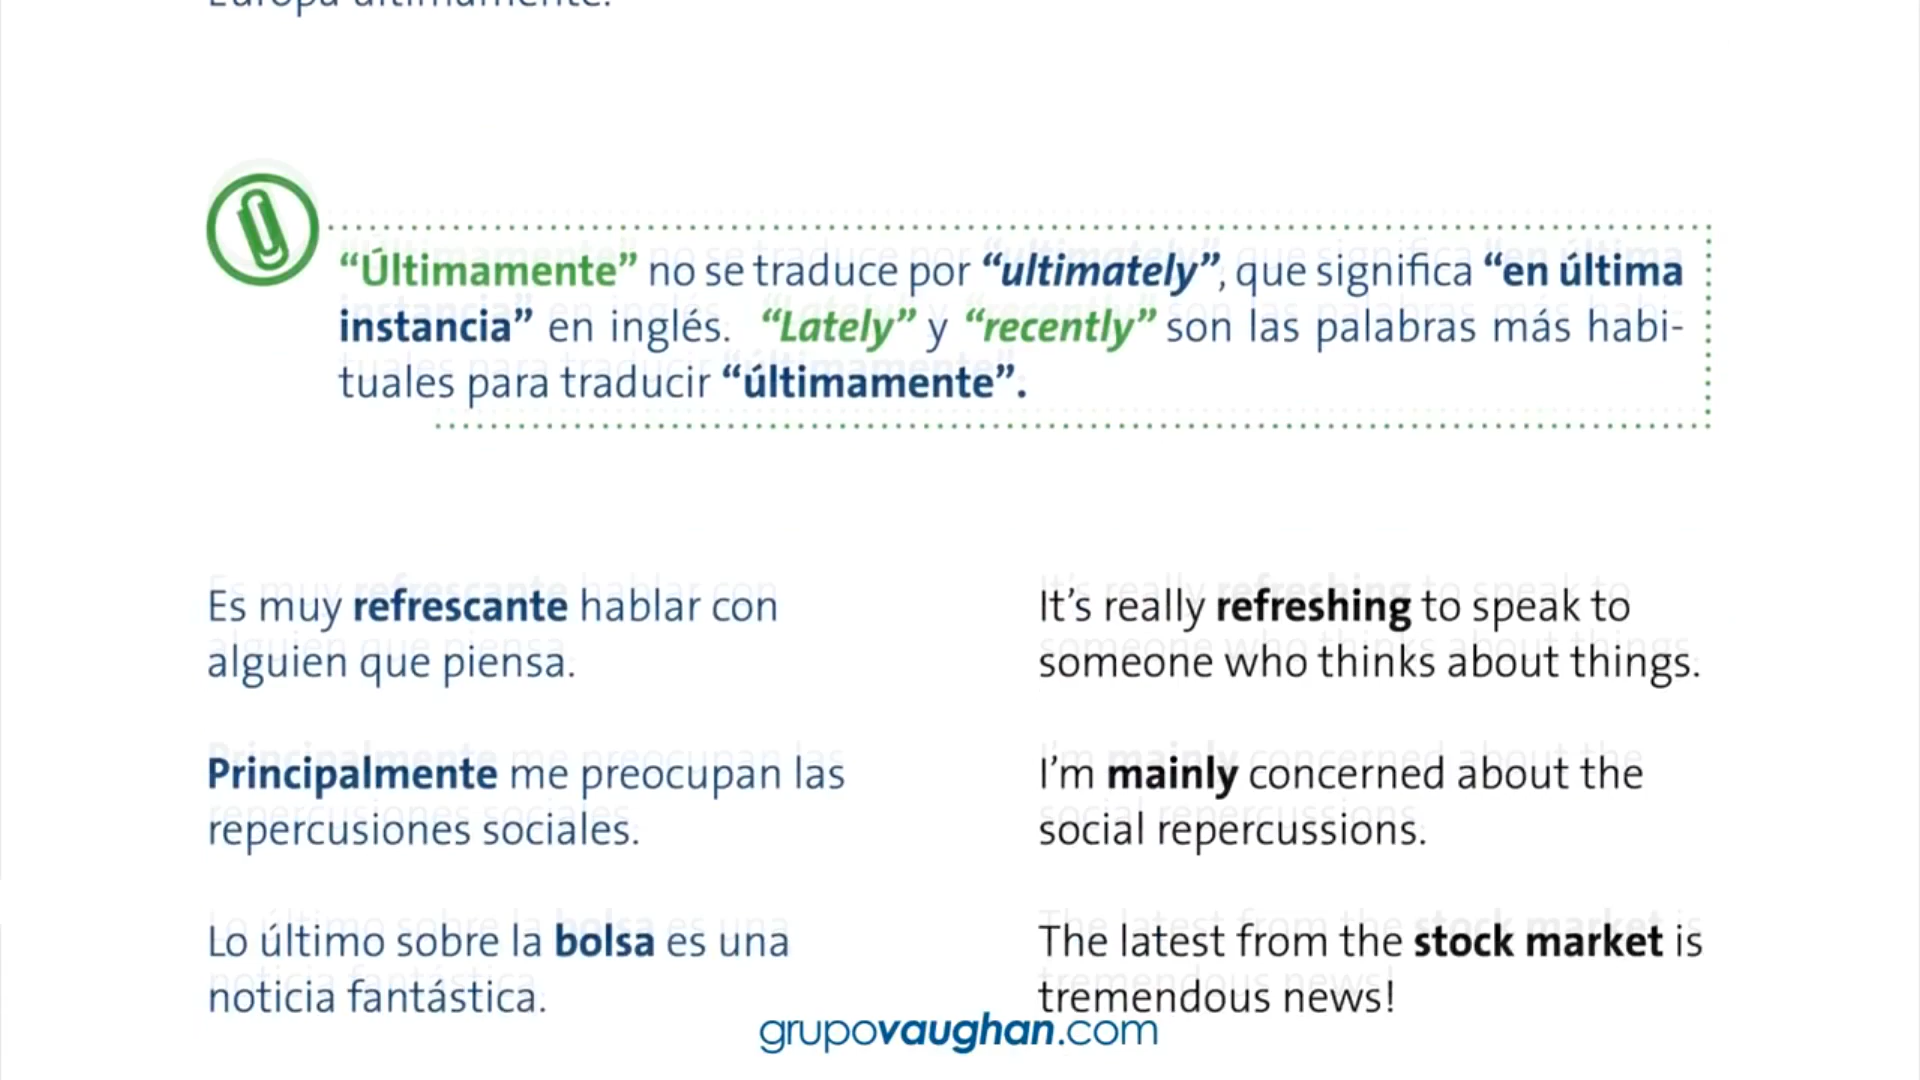 Europa últimamente.
“Últimamente” no se traduce por “ultimately”, que significa “en última
instancia” en inglés. “Lately” y “recently” son las palabras más habi-
tuales para traducir “últimamente”.
Es muy refrescante hablar con
alguien que piensa.
It’s really refreshing to speak to
someone who thinks about things.
Principalmente me preocupan las
repercusiones sociales.
I’m mainly concerned about the
social repercussions.
Lo último sobre la bolsa es una
noticia fantástica.
The latest from the stock market is
tremendous news!
grupovaughan.com